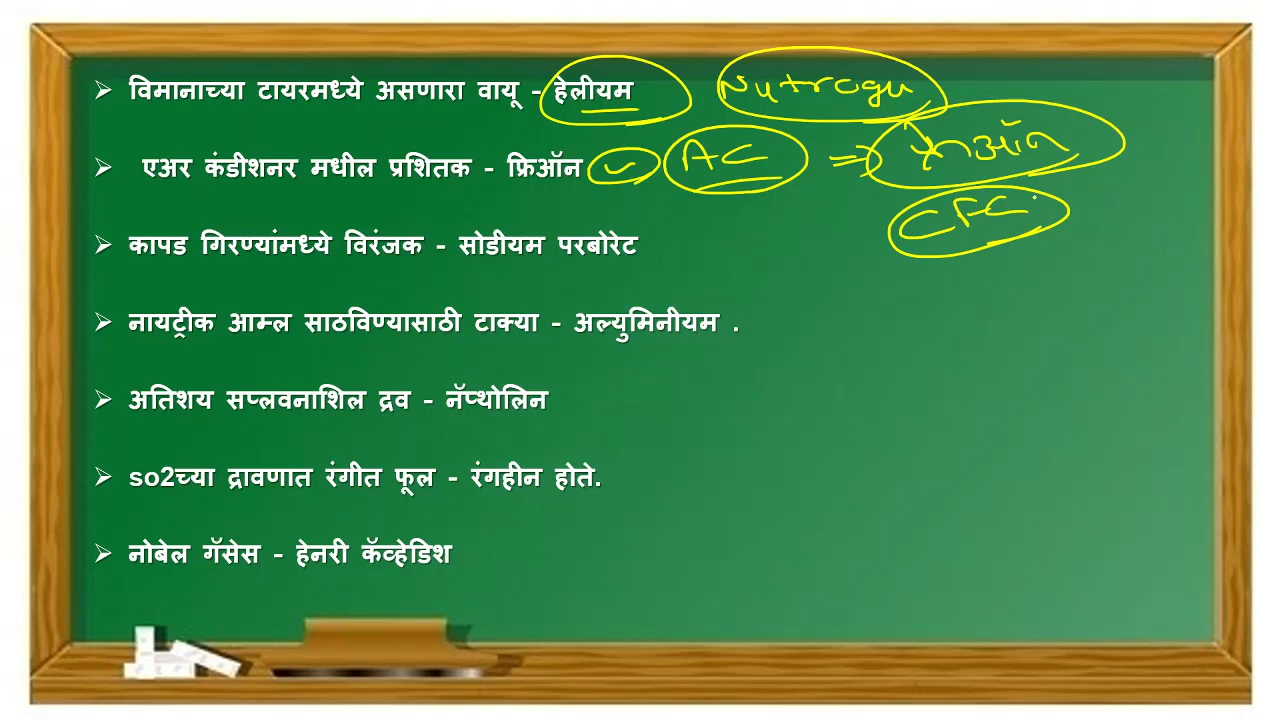 ➢ विमानाच्या टायरमध्ये असणारा वायू - हेलीयम Nutrogu
➢ एअर कंडीशनर मधील प्रशितक - फ्रिऑन AC ⇒ फ्रिऑन
CFC
➢ कापड गिरण्यांमध्ये विरंजक - सोडीयम परबोरेट
➢ नायट्रीक आम्ल साठविण्यासाठी टाक्या - अल्युमिनीयम .
➢ अतिशय सप्लवनाशिल द्रव - नॅप्थोलिन
➢ so2च्या द्रावणात रंगीत फूल - रंगहीन होते.
➢ नोबेल गॅसेस - हेनरी कॅव्हेडिश